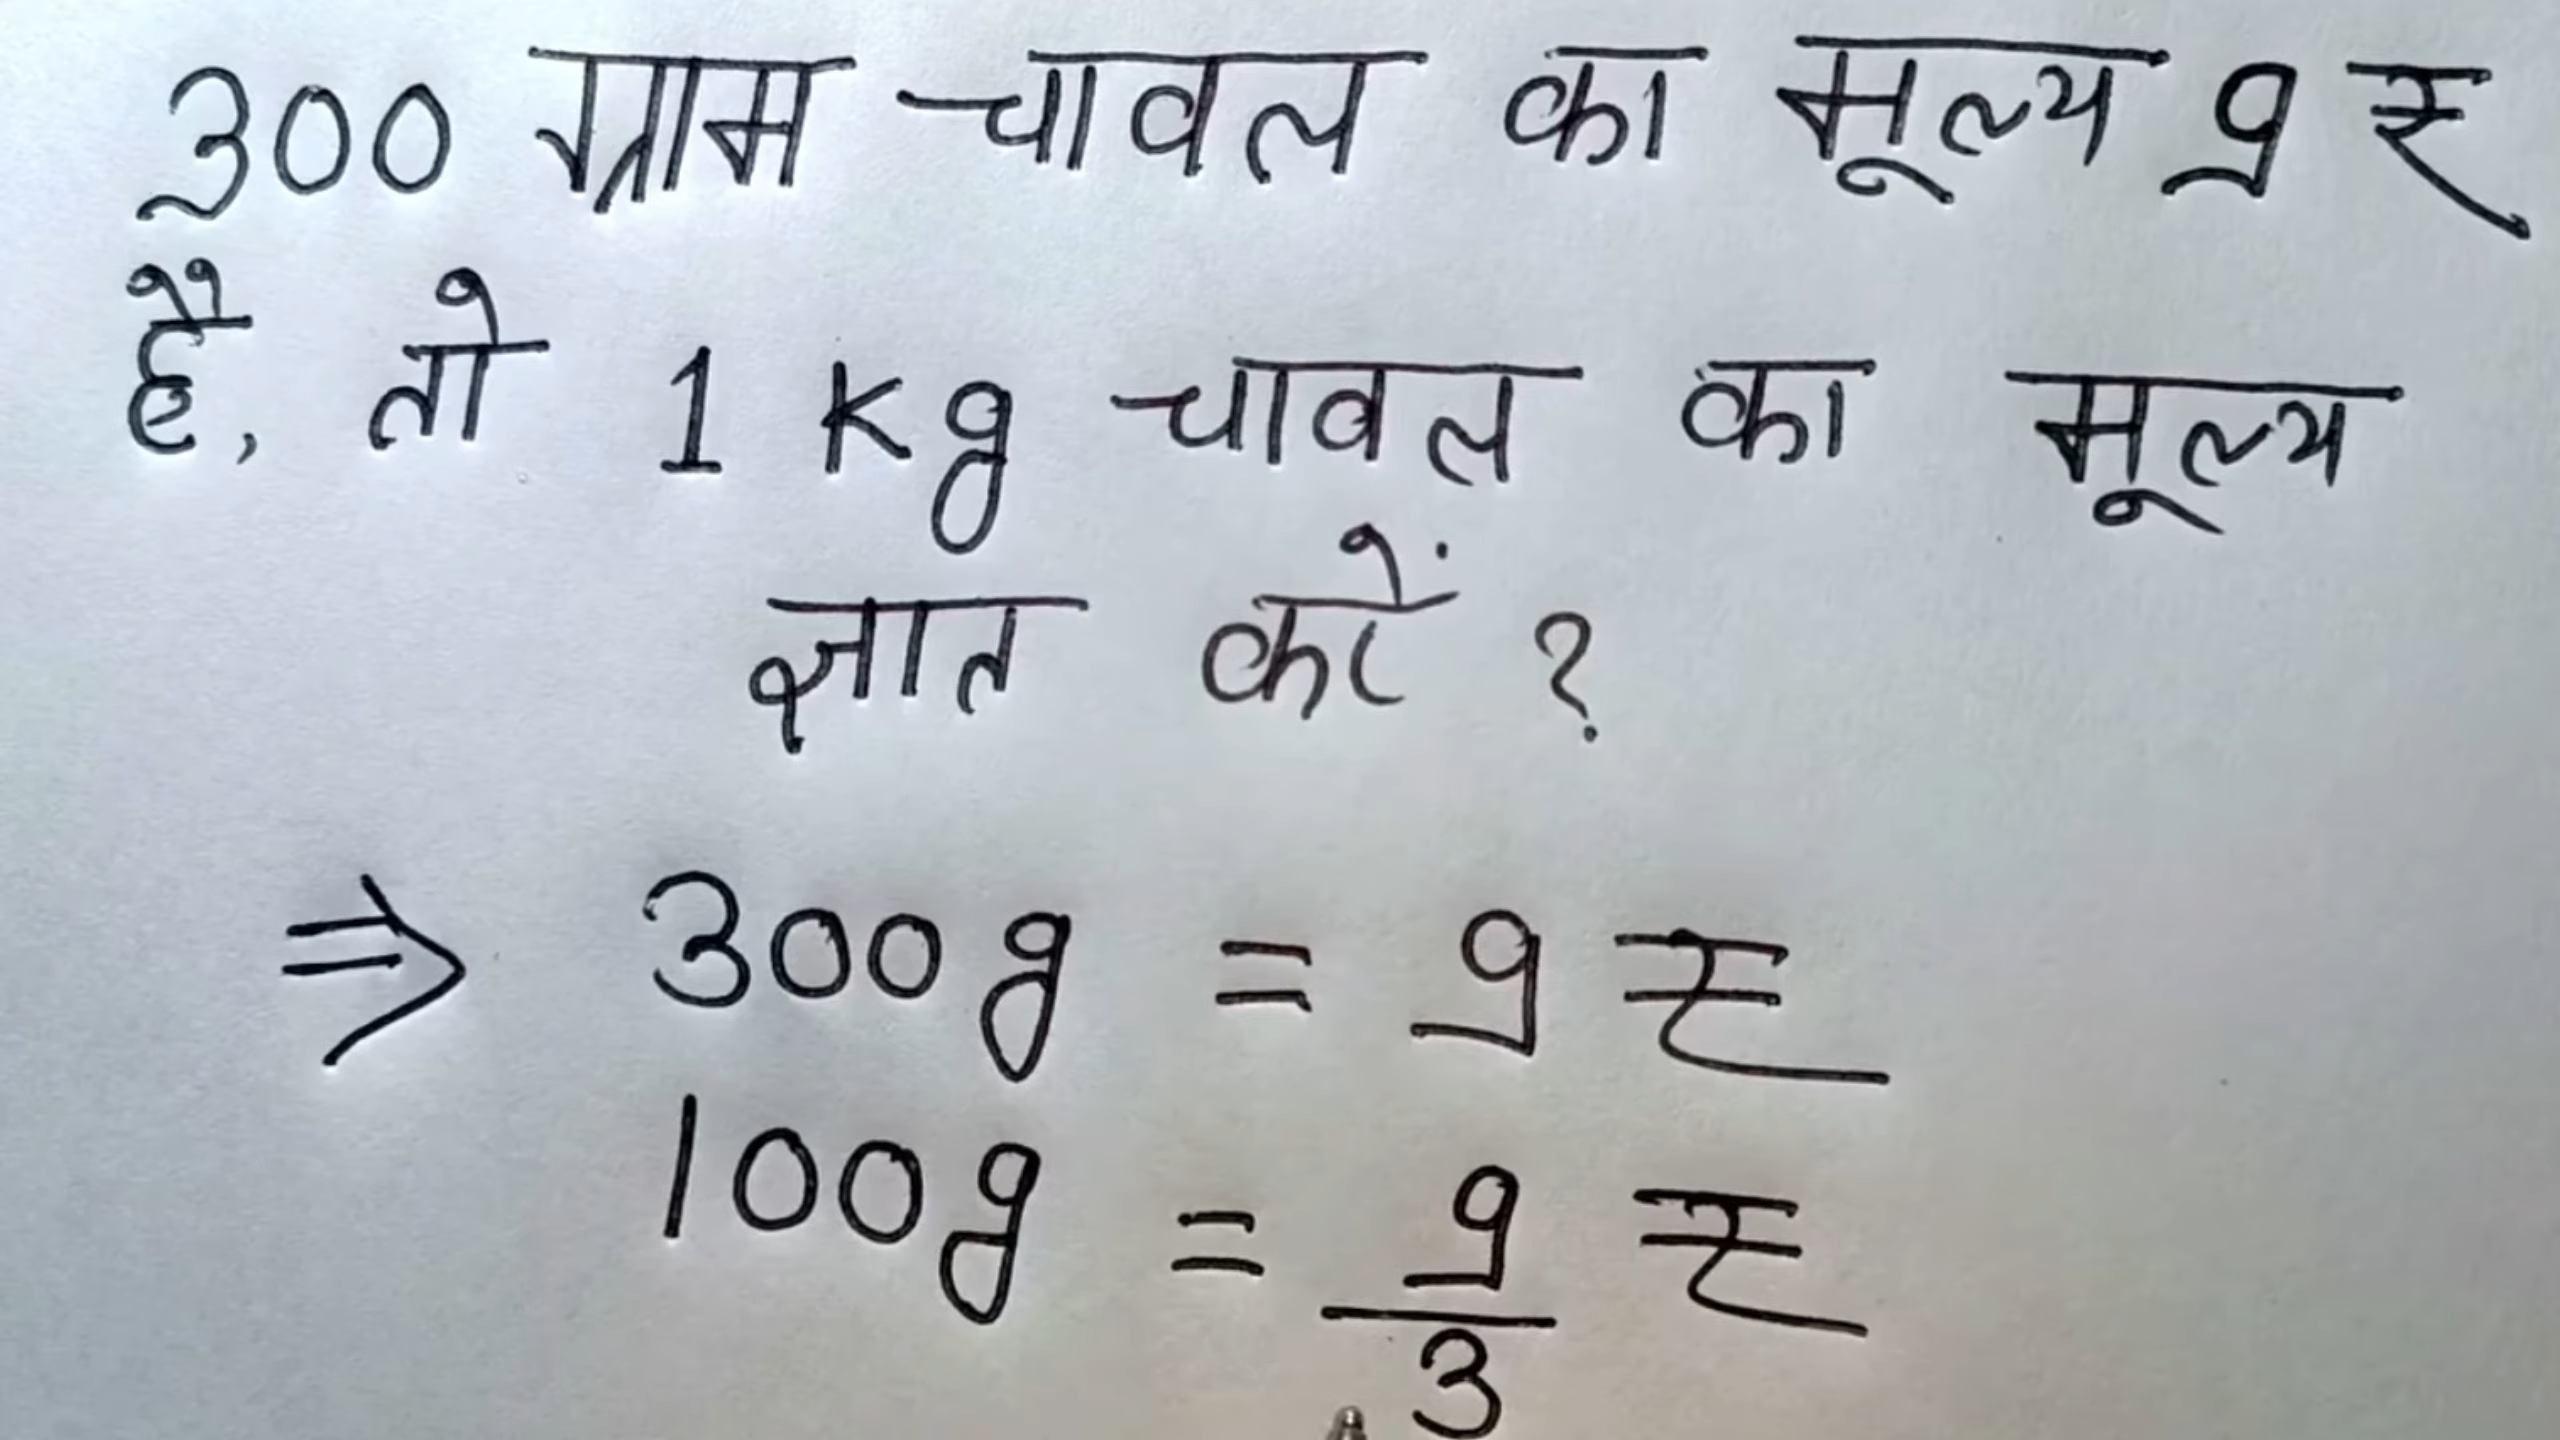 300 ग्राम चावल का मूल्य 9 ₹
है, तो 1 kg चावल का मूल्य
ज्ञात करें ?
⇒ 300g = 9 ₹
100g = 9/3 ₹